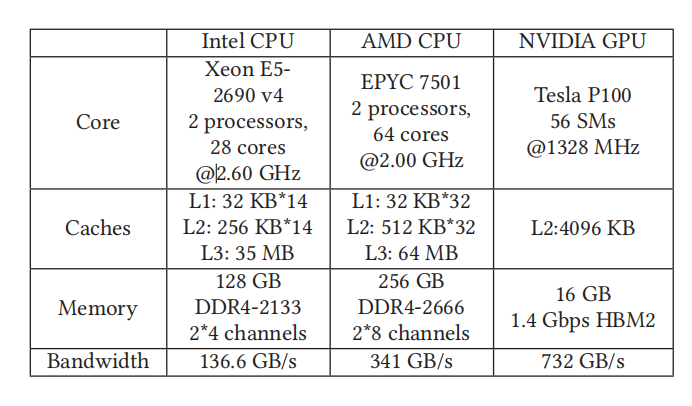 Intel CPU AMD CPU NVIDIA GPU
Core
Xeon E5-
2690 v4
2 processors,
28 cores
@2.60 GHz
EPYC 7501
2 processors,
64 cores
@2.00 GHz
Tesla P100
56 SMs
@1328 MHz
Caches
L1: 32 KB*14
L2: 256 KB*14
L3: 35 MB
L1: 32 KB*32
L2: 512 KB*32
L3: 64 MB
L2:4096 KB
Memory
128 GB
DDR4-2133
2*4 channels
256 GB
DDR4-2666
2*8 channels
16 GB
1.4 Gbps HBM2
Bandwidth 136.6 GB/s 341 GB/s 732 GB/s